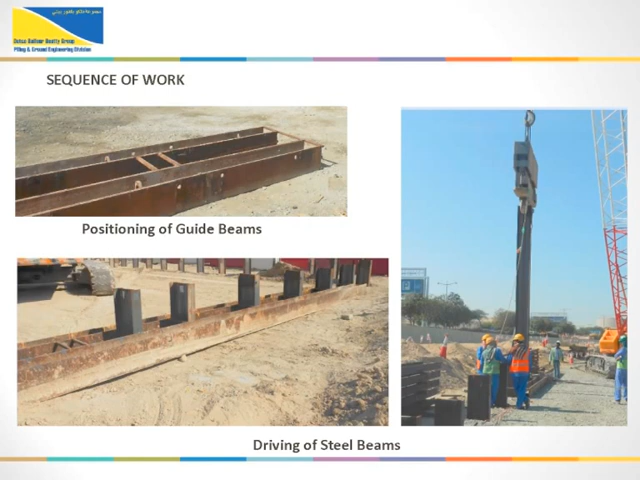 Dutco Balfour Beatty Group
Piling & Ground Engineering Division
SEQUENCE OF WORK
Positioning of Guide Beams
Driving of Steel Beams